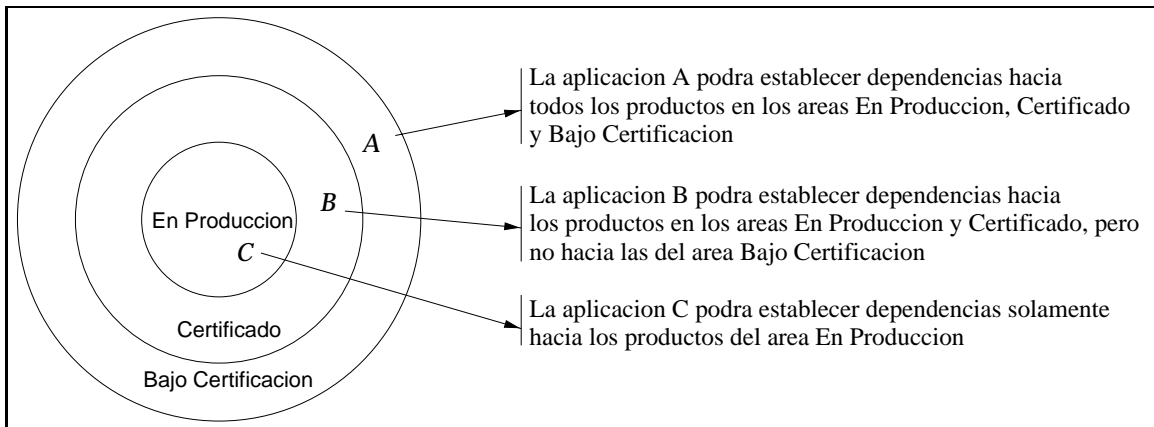 La aplicacion A podra establecer dependencias hacia
todos los productos en los areas En Produccion, Certificado
y Bajo Certificacion
A
La aplicacion B podra establecer dependencias hacia
los productos en los areas En Produccion y Certificado, pero
no hacia las del area Bajo Certificacion
B
En Produccion
C
La aplicacion C podra establecer dependencias solamente
hacia los productos del area En Produccion
Certificado
Bajo Certificacion